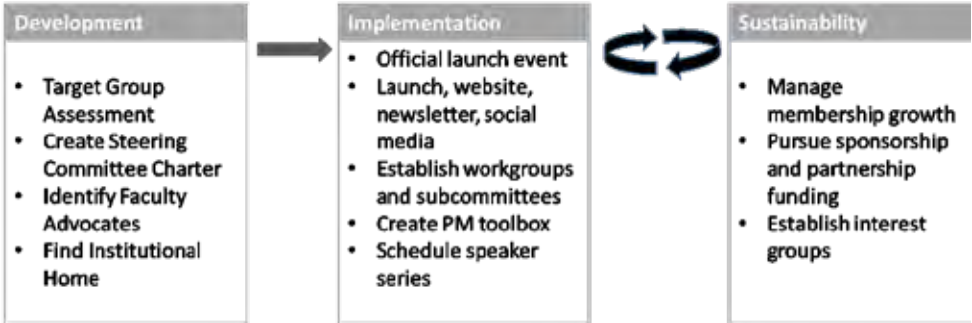 Development
• Target Group
Assessment
• Create Steering
Committee Charter
• Identify Faculty
Advocates
• Find Institutional
Home
Implementation
• Official launch event
• Launch, website,
newsletter, social
media
• Establish workgroups
and subcommittees
• Create PM toolbox
• Schedule speaker
series
Sustainability
• Manage
membership growth
• Pursue sponsorship
and partnership
funding
• Establish interest
groups